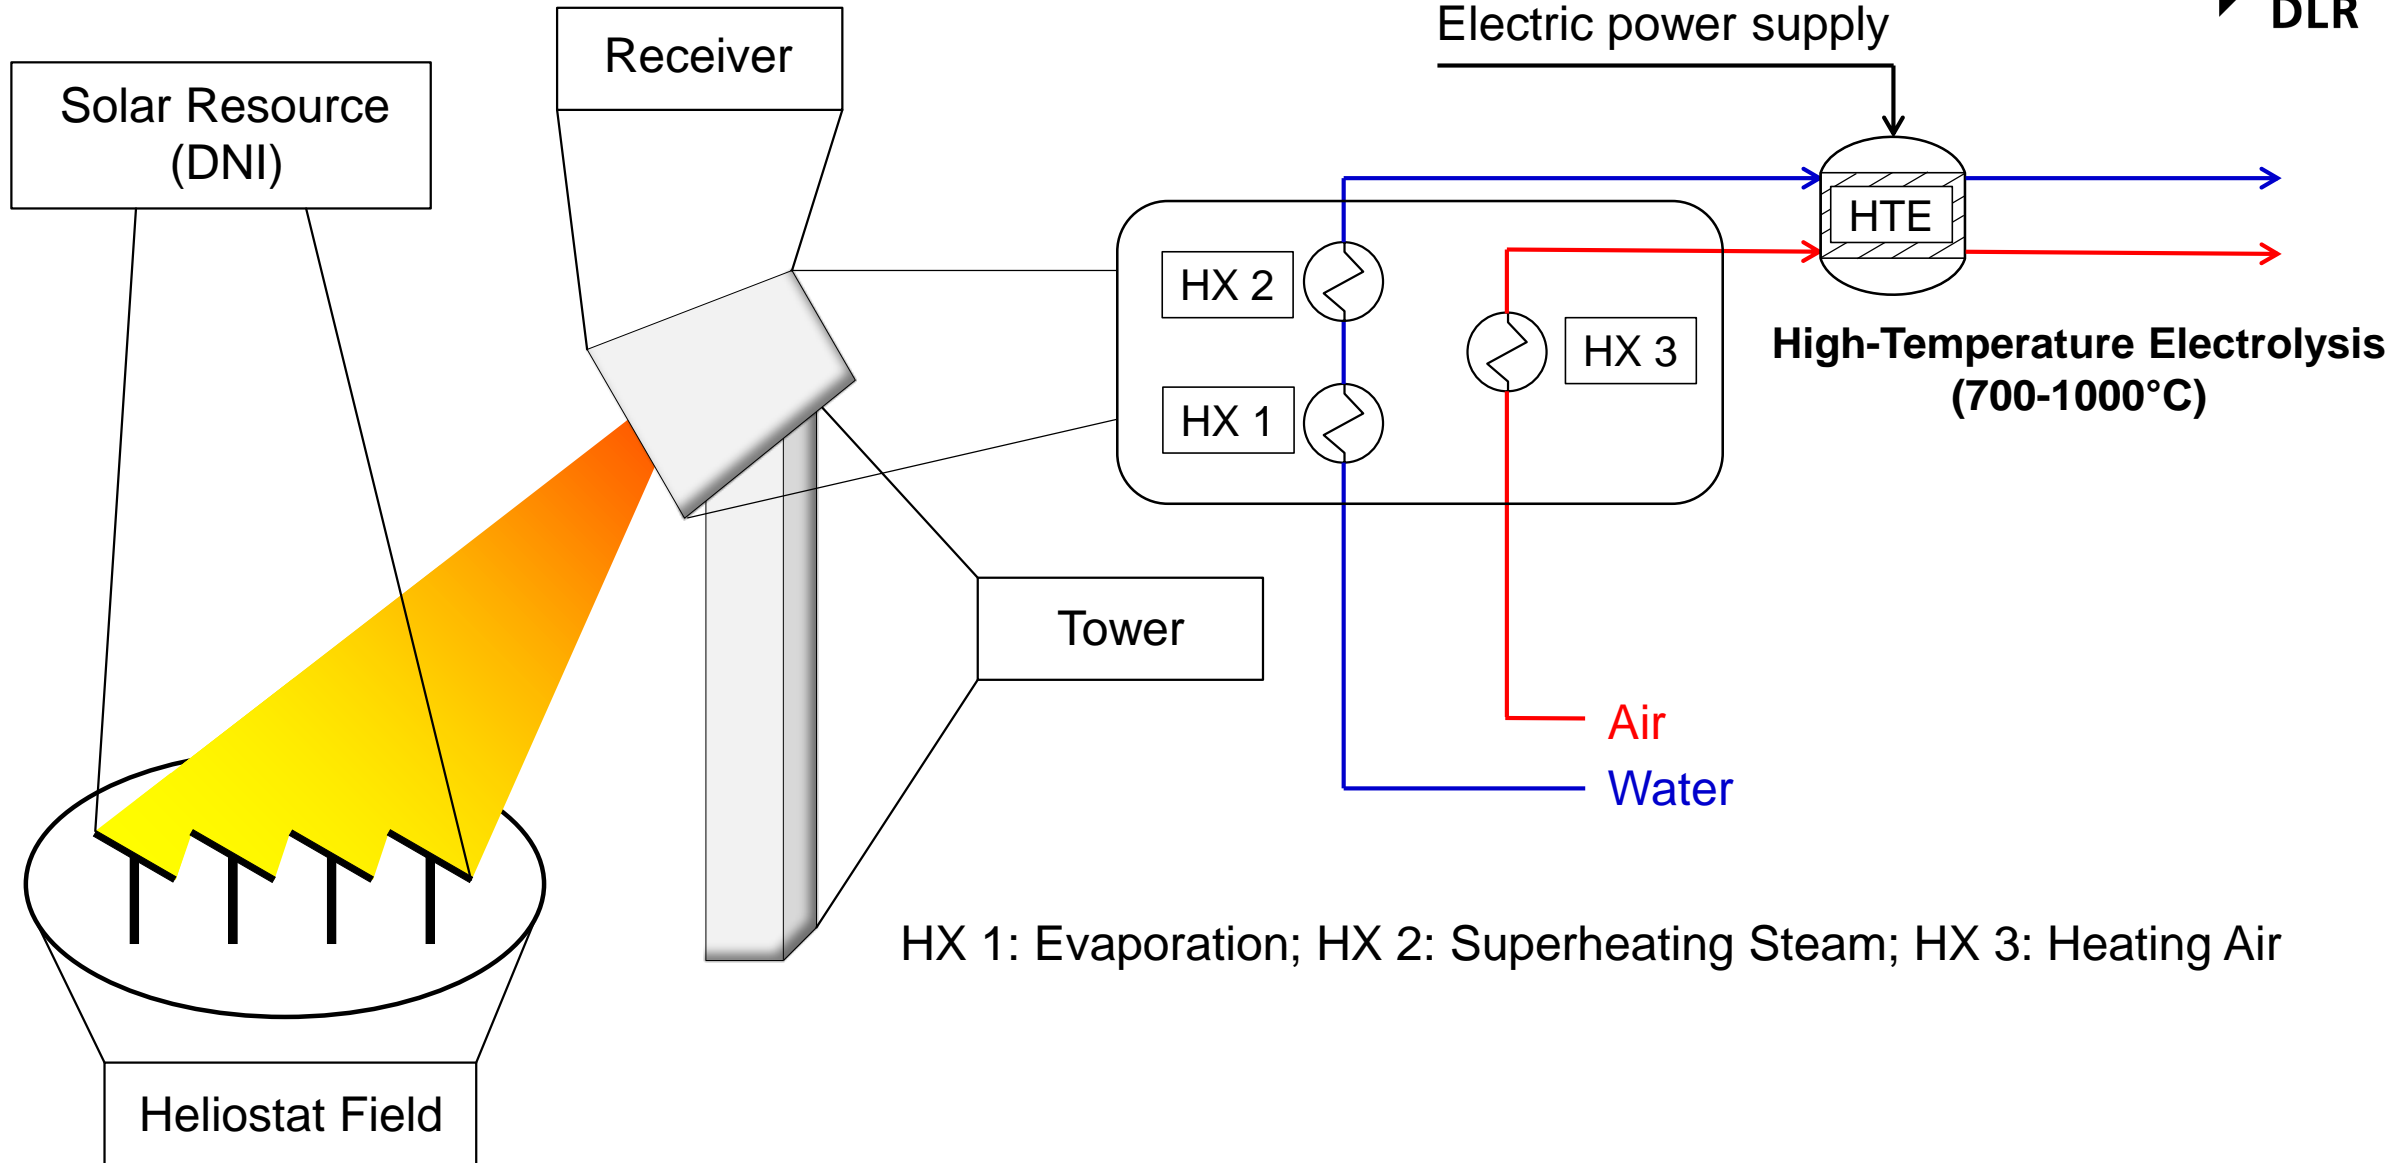 Electric power supply
DLR
Receiver
Solar Resource
(DNI)
HTE
HX 2
HX 3
High-Temperature Electrolysis
(700-1000°C)
HX 1
Tower
Air
Water
HX 1: Evaporation; HX 2: Superheating Steam; HX 3: Heating Air
Heliostat Field